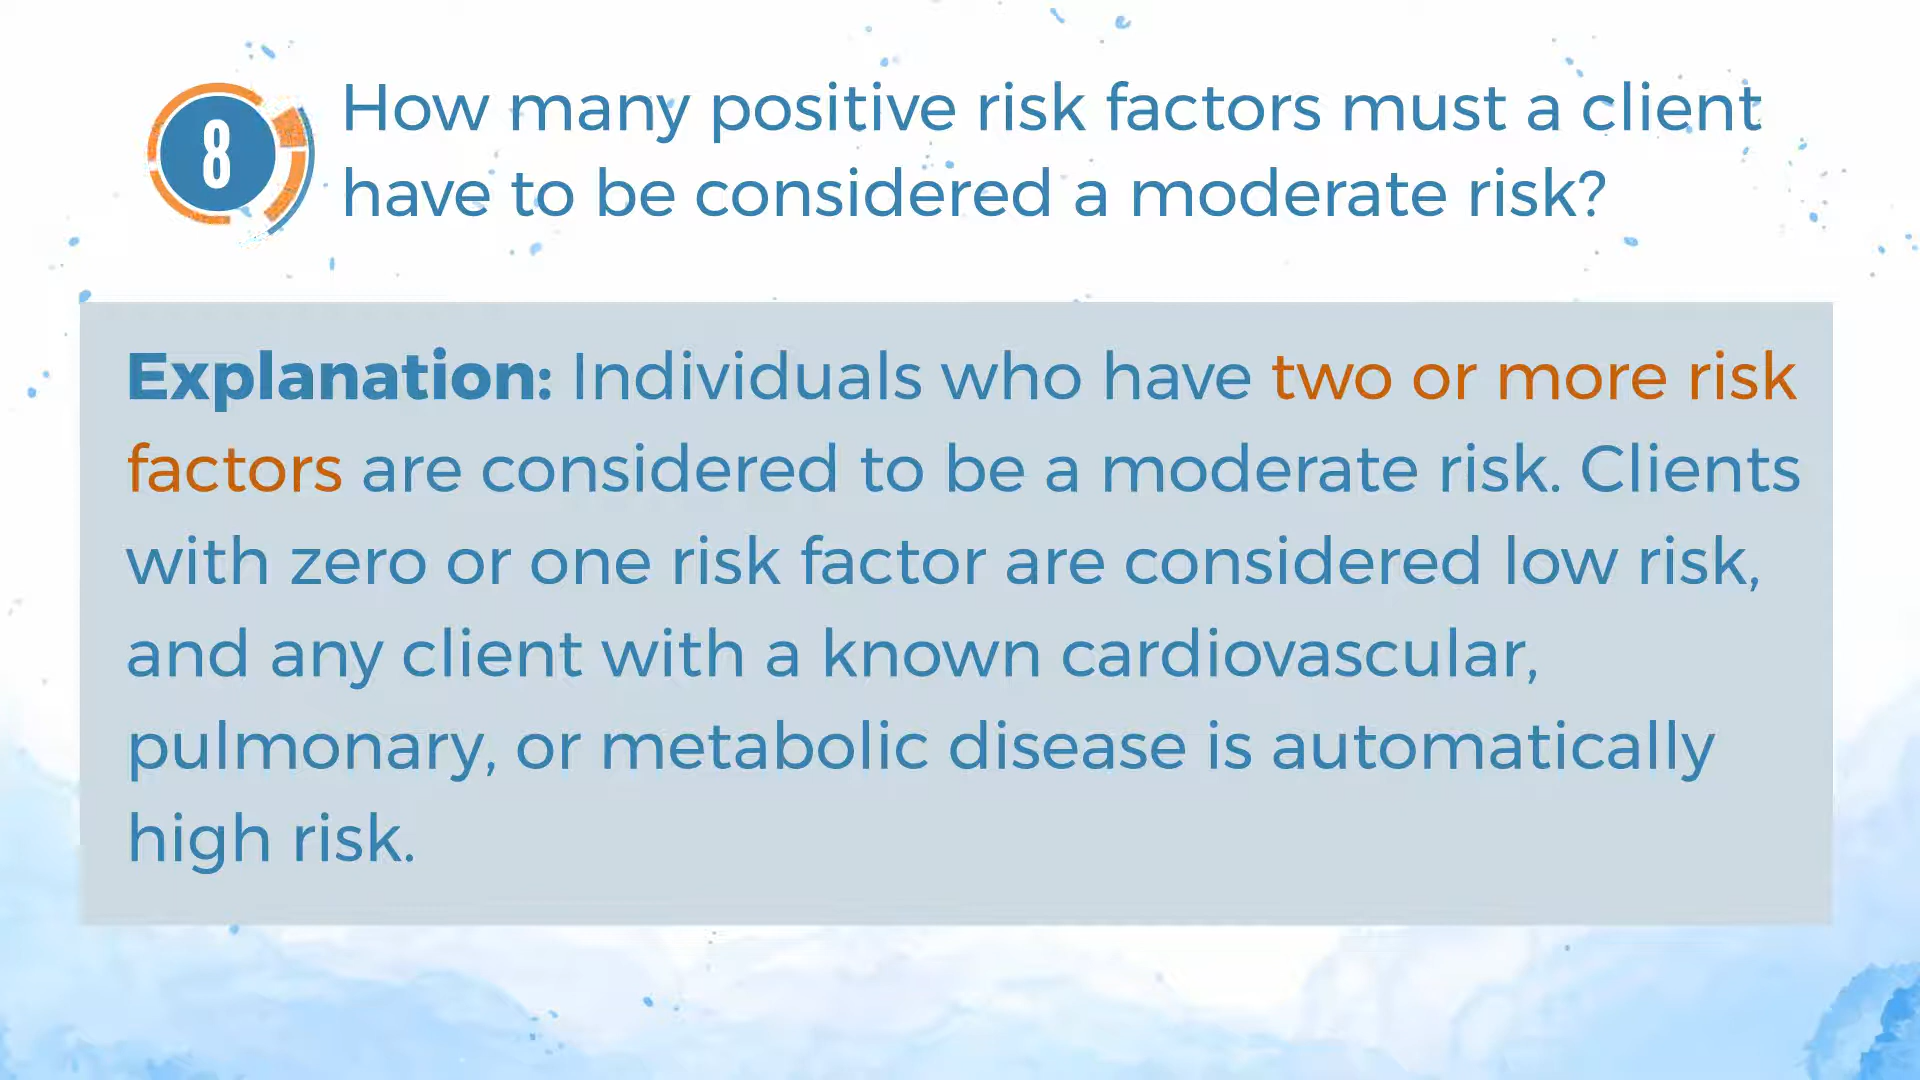 8
How many positive risk factors must a client
have to be considered a moderate risk?
Explanation: Individuals who have two or more risk
factors are considered to be a moderate risk. Clients
with zero or one risk factor are considered low risk,
and any client with a known cardiovascular,
pulmonary, or metabolic disease is automatically
high risk.